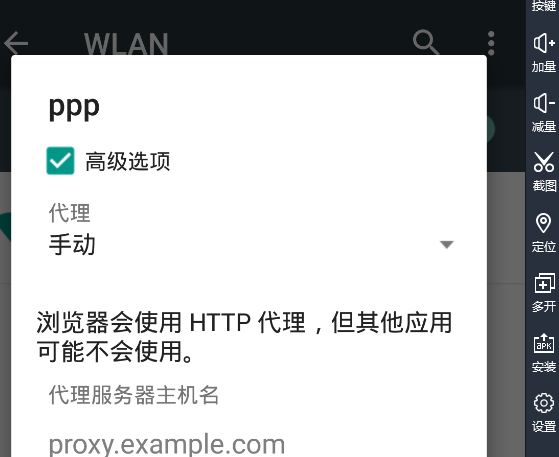 按键
WLAN
加量
ppp
减量
高级选项
截图
代理
手动
定位
多开
浏览器会使用 HTTP 代理，但其他应用
可能不会使用。
安装
代理服务器主机名
设置
proxy.example.com